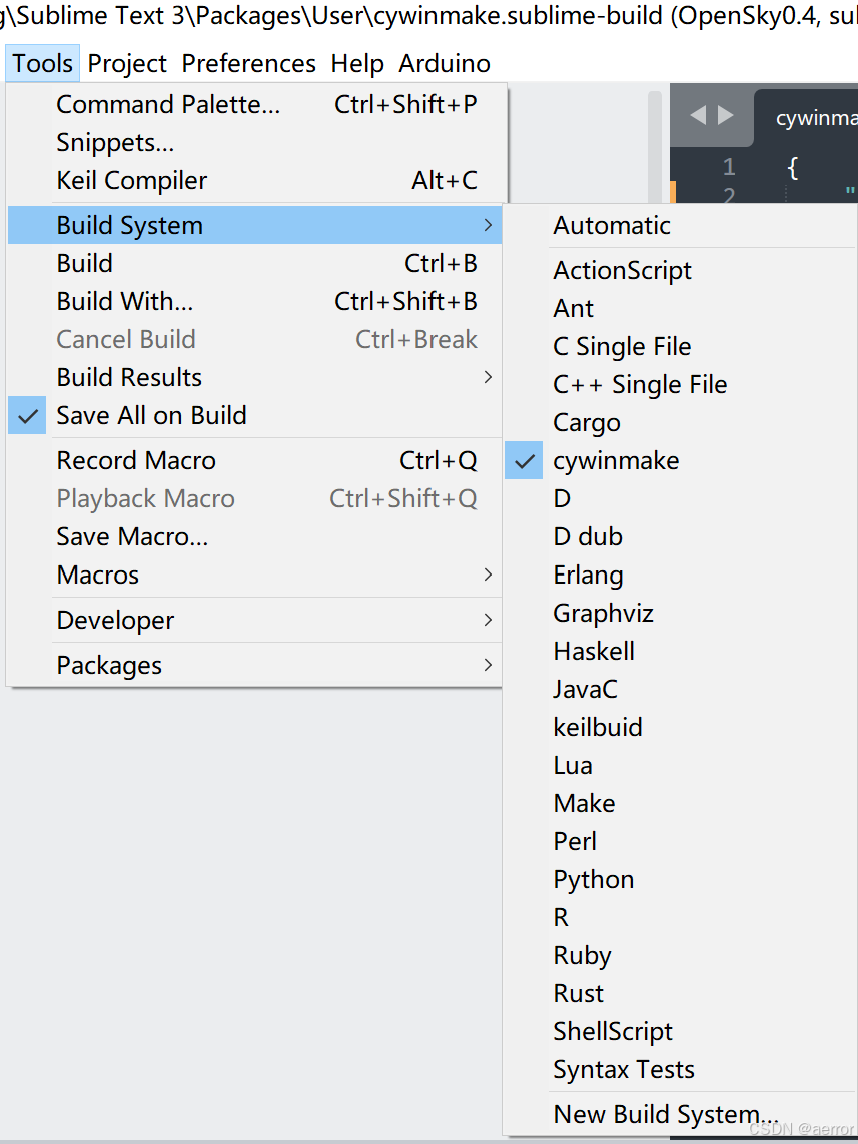 g\Sublime Text 3\Packages\User\cywinmake.sublime-build (OpenSky0.4, sul
Tools Project Preferences Help Arduino
Command Palette... Ctrl+Shift+P
Snippets...
Keil Compiler Alt+C
Build System
Build Ctrl+B
Build With... Ctrl+Shift+B
Cancel Build Ctrl+Break
Build Results
Save All on Build
Record Macro Ctrl+Q
Playback Macro Ctrl+Shift+Q
Save Macro...
Macros
Developer
Packages
cywinma
1 {
2 "
Automatic
ActionScript
Ant
C Single File
C++ Single File
Cargo
cywinmake
D
D dub
Erlang
Graphviz
Haskell
JavaC
keilbuid
Lua
Make
Perl
Python
R
Ruby
Rust
ShellScript
Syntax Tests
New Build System...
CSDN @aerror